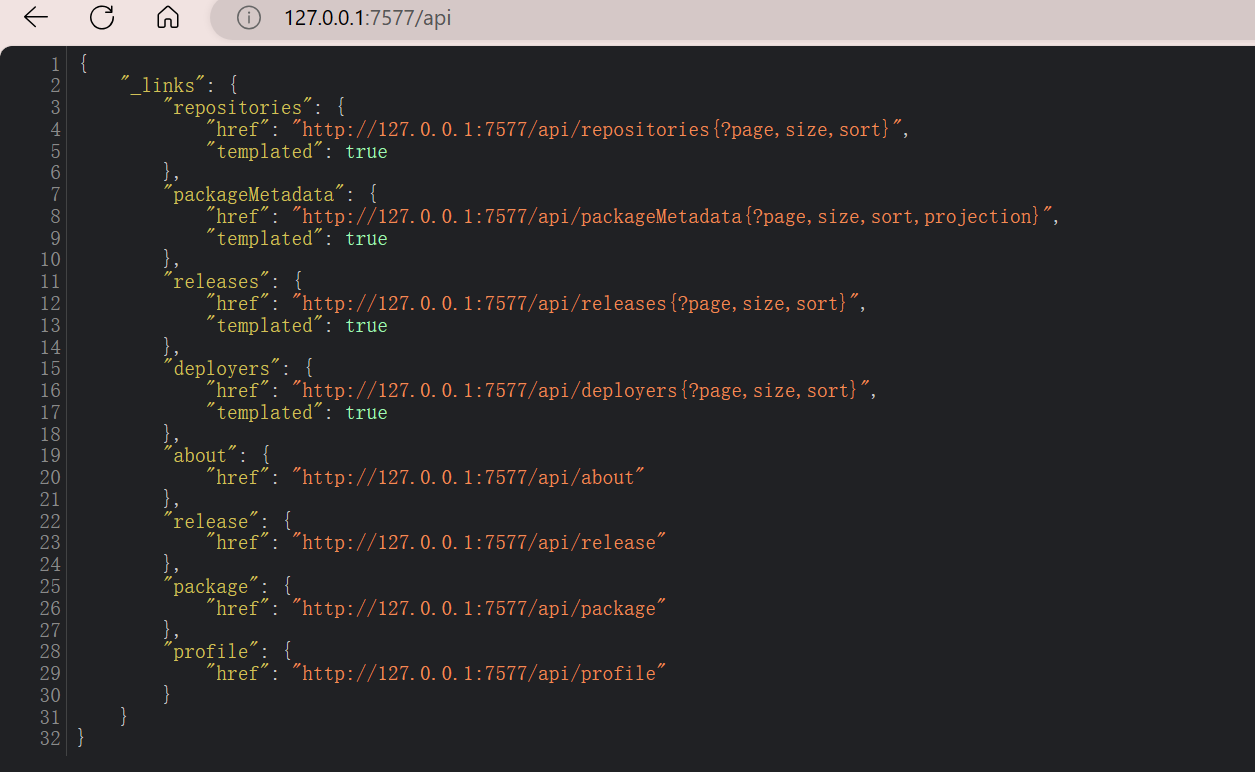 127.0.0.1:7577/api
1 {
2     "_links": {
3         "repositories": {
4             "href": "http://127.0.0.1:7577/api/repositories{?page,size,sort}",
5             "templated": true
6         },
7         "packageMetadata": {
8             "href": "http://127.0.0.1:7577/api/packageMetadata{?page,size,sort,projection}",
9             "templated": true
10         },
11         "releases": {
12             "href": "http://127.0.0.1:7577/api/releases{?page,size,sort}",
13             "templated": true
14         },
15         "deployers": {
16             "href": "http://127.0.0.1:7577/api/deployers{?page,size,sort}",
17             "templated": true
18         },
19         "about": {
20             "href": "http://127.0.0.1:7577/api/about"
21         },
22         "release": {
23             "href": "http://127.0.0.1:7577/api/release"
24         },
25         "package": {
26             "href": "http://127.0.0.1:7577/api/package"
27         },
28         "profile": {
29             "href": "http://127.0.0.1:7577/api/profile"
30         }
31     }
32 }